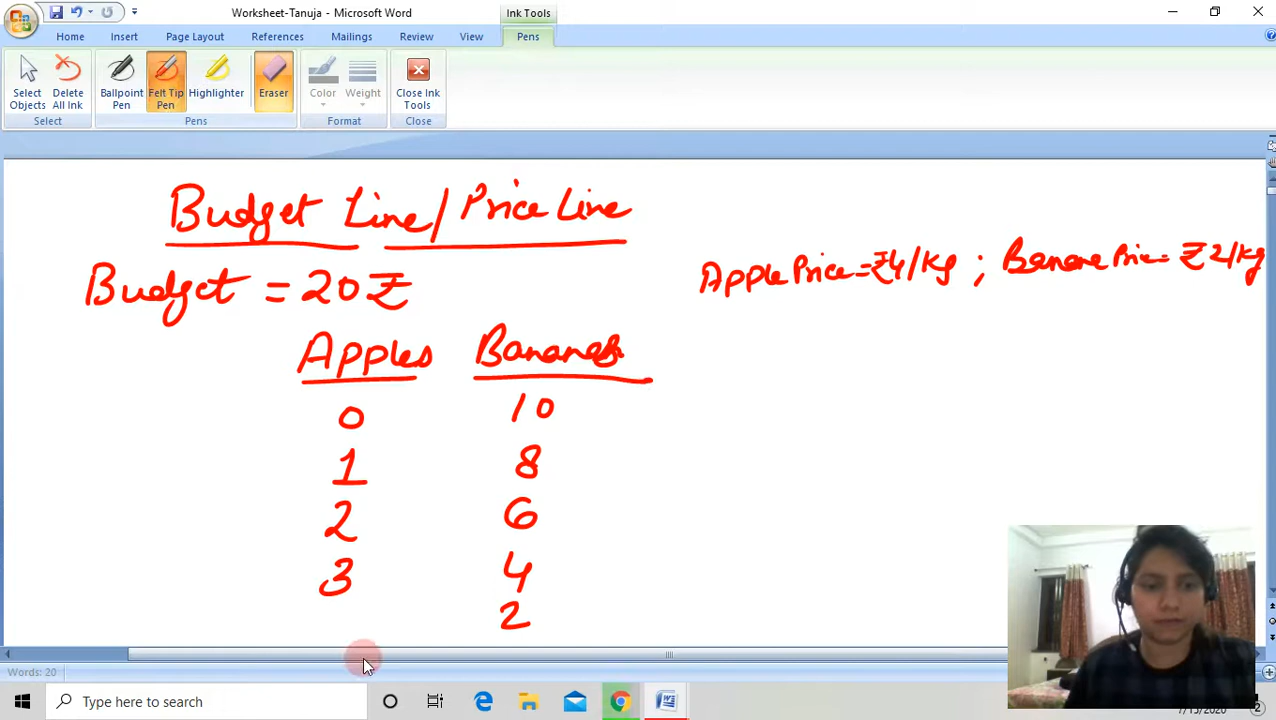 Worksheet-Tanuja - Microsoft Word
Ink Tools
Home Insert Page Layout References Mailings Review View Pens
Select Objects
Delete All Ink
Ballpoint Pen
Felt Tip Pen
Highlighter
Eraser
Color
Weight
Close Ink Tools
Select
Pens
Format
Close
Budget Line/Price Line
Budget = 20₹
Apple Price=₹4/Kg ; Banana Price= ₹2/Kg
Apples Bananas
0 10
1 8
2 6
3 4
2
Words: 20
Type here to search
7/15/2020